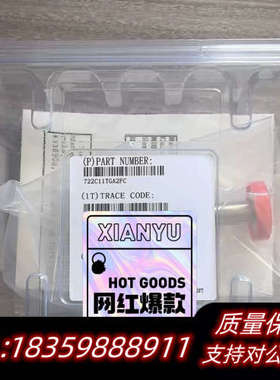 (P)PART NUMBER:
722C11TGA2FC
(1T)TRACE CODE:
XIANYU
HOT GOODS
网红爆款
质量保
:18359888911
支持对公